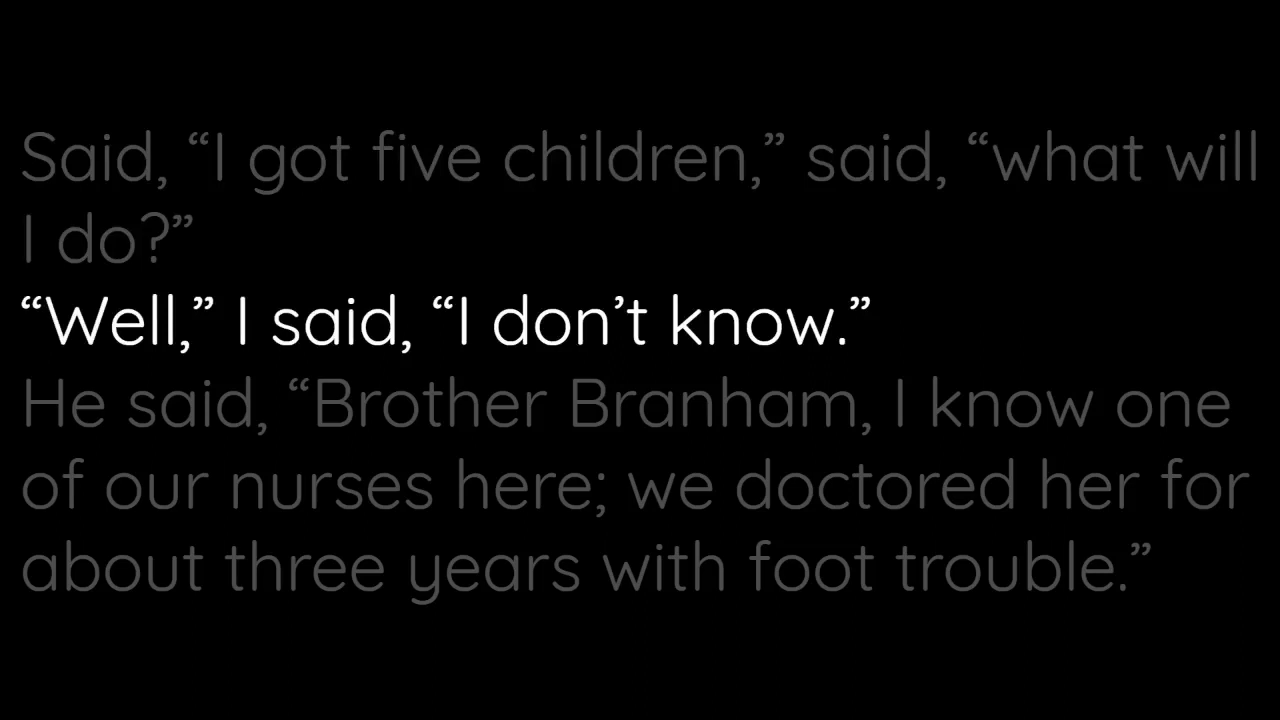 Said, “I got five children,” said, “what will
I do?”
“Well,” I said, “I don’t know.”
He said, “Brother Branham, I know one
of our nurses here; we doctored her for
about three years with foot trouble.”